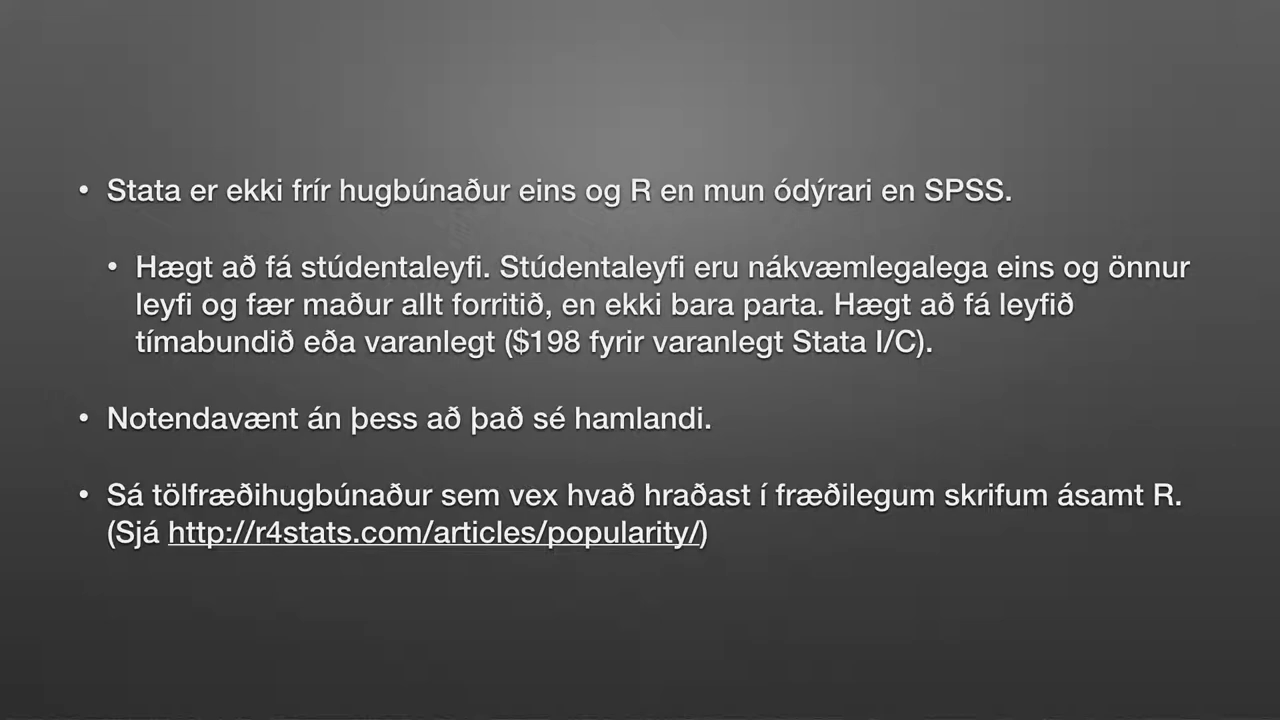 • Stata er ekki frír hugbúnaður eins og R en mun ódýrari en SPSS.
• Hægt að fá stúdentaleyfi. Stúdentaleyfi eru nákvæmlegalega eins og önnur
leyfi og fær maður allt forritið, en ekki bara parta. Hægt að fá leyfið
tímabundið eða varanlegt ($198 fyrir varanlegt Stata I/C).
• Notendavænt án þess að það sé hamlandi.
• Sá tölfræðihugbúnaður sem vex hvað hraðast í fræðilegum skrifum ásamt R.
(Sjá http://r4stats.com/articles/popularity/)